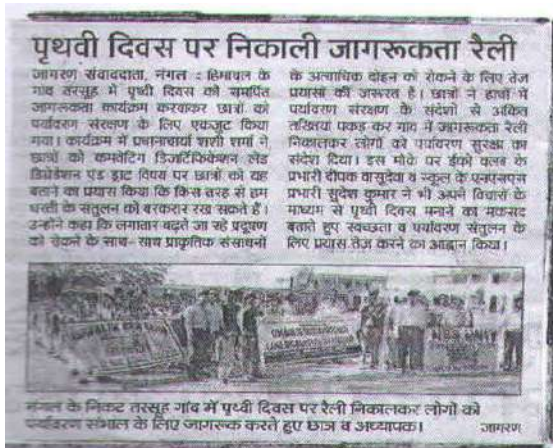 पृथ्वी दिवस पर निकाली जागरूकता रैली
जागरण संवाददाता, नंगल : हिमाचल के
गांव तरसूह में पृथ्वी दिवस को समर्पित
जागरूकता कार्यक्रम करवाकर छात्रों को
पर्यावरण संरक्षण के लिए एकजुट किया
गया। कार्यक्रम में प्रधानाचार्या शशी शर्मा ने
छात्रों को कमबेटिंग डिजर्टिफिकेशन लैंड
डिग्रेडेशन एंड ड्राट विषय पर छात्रों को यह
बताने का प्रयास किया कि किस तरह से हम
धरती के संतुलन को बरकरार रख सकते हैं।
उन्होंने कहा कि लगातार बढ़ते जा रहे प्रदूषण
को रोकने के साथ- साथ प्राकृतिक संसाधनों
के अत्याधिक दोहन को रोकने के लिए तेज
प्रयासों की जरूरत है। छात्रों ने हाथों में
पर्यावरण संरक्षण के संदेशों से अंकित
तख्तियां पकड़ कर गांव में जागरूकता रैली
निकालकर लोगों को पर्यावरण सुरक्षा का
संदेश दिया। इस मौके पर ईको क्लब के
प्रभारी दीपक वासुदेवा व स्कूल के एनएसएस
प्रभारी सुदेश कुमार ने भी अपने विचारों के
माध्यम से पृथ्वी दिवस मनाने का मकसद
बताते हुए स्वच्छता व पर्यावरण संतुलन के
लिए प्रयास तेज करने का आह्वान किया।
NSS UNIT
नंगल के निकट तरसूह गांव में पृथ्वी दिवस पर रैली निकालकर लोगों को
पर्यावरण संभाल के लिए जागरूक करते हुए छात्र व अध्यापक।
जागरण